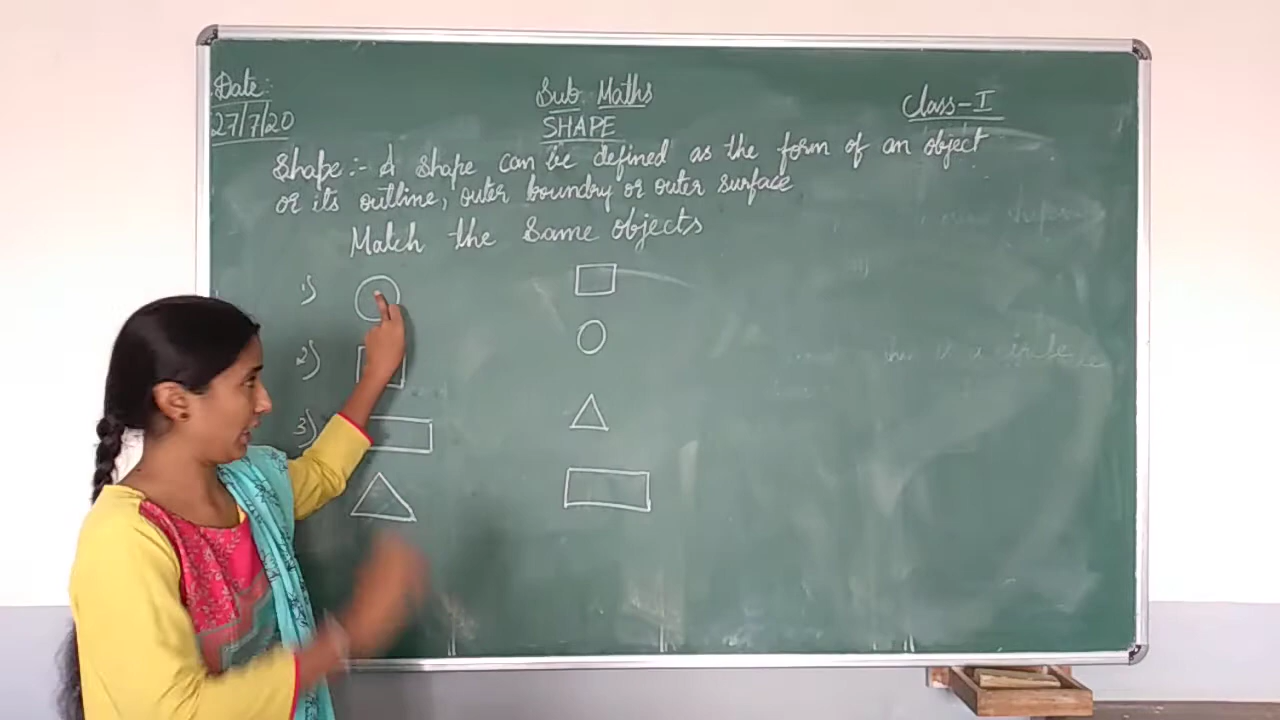 Date:
27/7/20
Sub Maths
SHAPE
Class-I
Shape:- A shape can be defined as the form of an object
or its outline, outer boundry or outer surface
Match the Same objects
1)
2)
3)